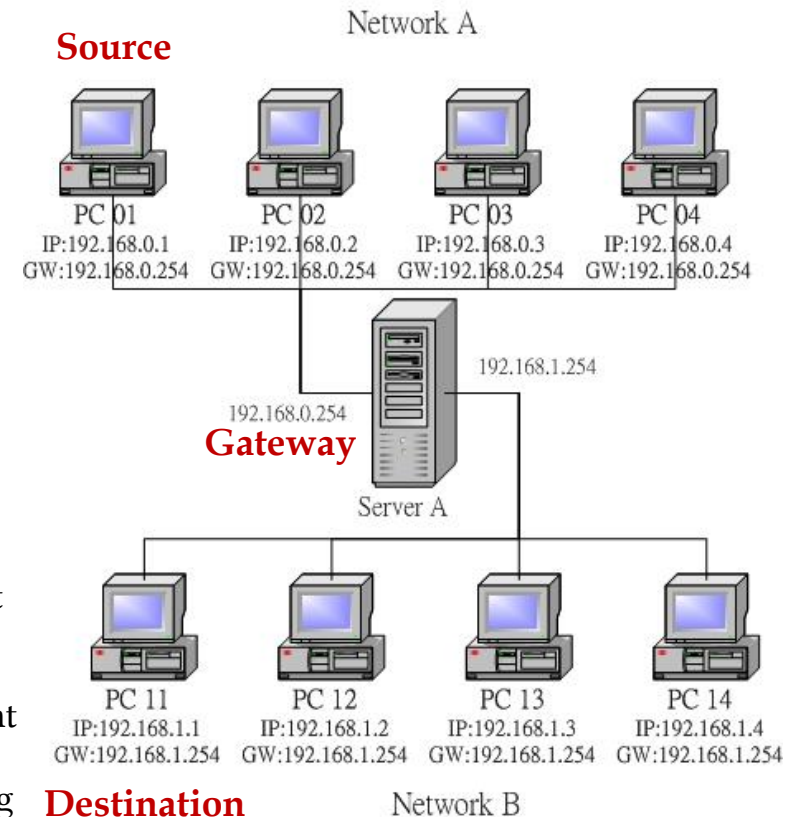 Network A
Source
PC 01 PC 02 PC 03 PC 04
IP:192.168.0.1 IP:192.168.0.2 IP:192.168.0.3 IP:192.168.0.4
GW:192.168.0.254 GW:192.168.0.254 GW:192.168.0.254 GW:192.168.0.254
192.168.1.254
192.168.0.254
Gateway
Server A
PC 11 PC 12 PC 13 PC 14
IP:192.168.1.1 IP:192.168.1.2 IP:192.168.1.3 IP:192.168.1.4
GW:192.168.1.254 GW:192.168.1.254 GW:192.168.1.254 GW:192.168.1.254
Destination
Network B